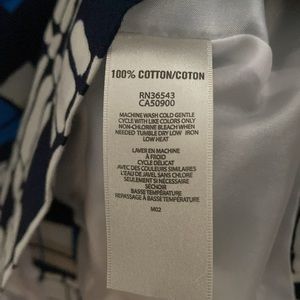 100% COTTON/COTON
RN36543
CA50900
MACHINE WASH COLD GENTLE
CYCLE WITH LIKE COLORS ONLY
NON-CHLORINE BLEACH WHEN
NEEDED TUMBLE DRY LOW IRON
LOW HEAT
LAVER EN MACHINE
À FROID
CYCLE DÉLICAT
AVEC DES COULEURS SIMILAIRES
L'EAU DE JAVEL SANS CHLORE
SEULEMENT SI NÉCESSAIRE
SÉCHOIR
BASSE TEMPÉRATURE
REPASSAGE À BASSE TEMPÉRATURE
M02